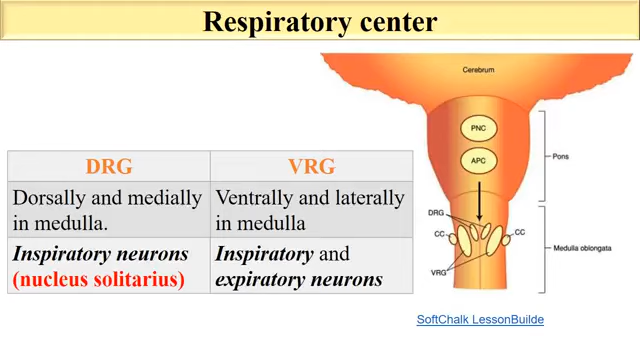 Respiratory center
DRG
VRG
Dorsally and medially
in medulla.
Ventrally and laterally
in medulla
Inspiratory neurons
(nucleus solitarius)
Inspiratory and
expiratory neurons
Cerebrum
PNC
APC
Pons
DRG
CC
CC
VRG
Medulla oblongata
SoftChalk LessonBuilde